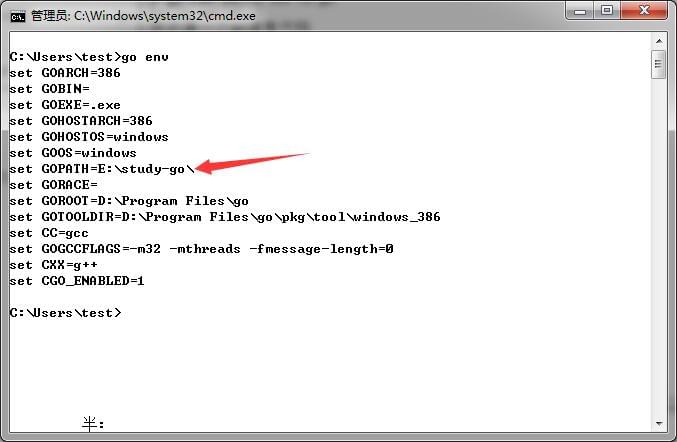 管理员: C:\Windows\system32\cmd.exe
C:\Users\test>go env
set GOARCH=386
set GOBIN=
set GOEXE=.exe
set GOHOSTARCH=386
set GOHOSTOS=windows
set GOOS=windows
set GOPATH=E:\study-go\
set GORACE=
set GOROOT=D:\Program Files\go
set GOTOOLDIR=D:\Program Files\go\pkg\tool\windows_386
set CC=gcc
set GOGCCFLAGS=-m32 -mthreads -fmessage-length=0
set CXX=g++
set CGO_ENABLED=1
C:\Users\test>
半: